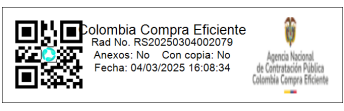 Colombia Compra Eficiente
Rad No. RS20250304002079
Anexos: No Con copia: No
Fecha: 04/03/2025 16:08:34
Agencia Nacional
de Contratación Pública
Colombia Compra Eficiente